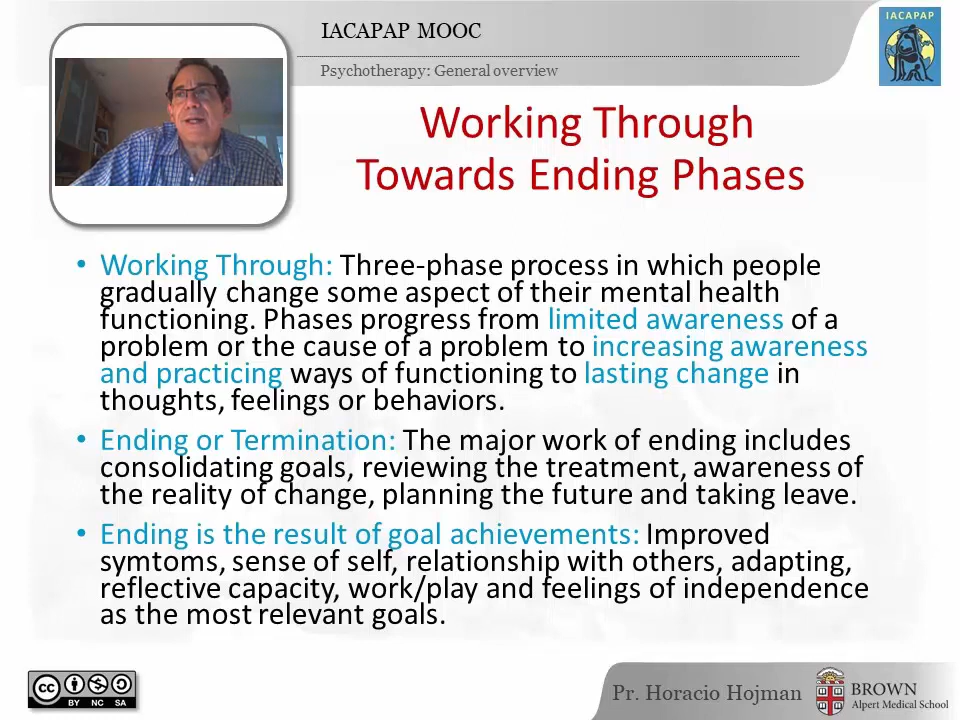 IACAPAP MOOC
Psychotherapy: General overview
IACAPAP
Working Through
Towards Ending Phases
• Working Through: Three-phase process in which people
gradually change some aspect of their mental health
functioning. Phases progress from limited awareness of a
problem or the cause of a problem to increasing awareness
and practicing ways of functioning to lasting change in
thoughts, feelings or behaviors.
• Ending or Termination: The major work of ending includes
consolidating goals, reviewing the treatment, awareness of
the reality of change, planning the future and taking leave.
• Ending is the result of goal achievements: Improved
symtoms, sense of self, relationship with others, adapting,
reflective capacity, work/play and feelings of independence
as the most relevant goals.
cc
BY NC SA
Pr. Horacio Hojman
BROWN
Alpert Medical School